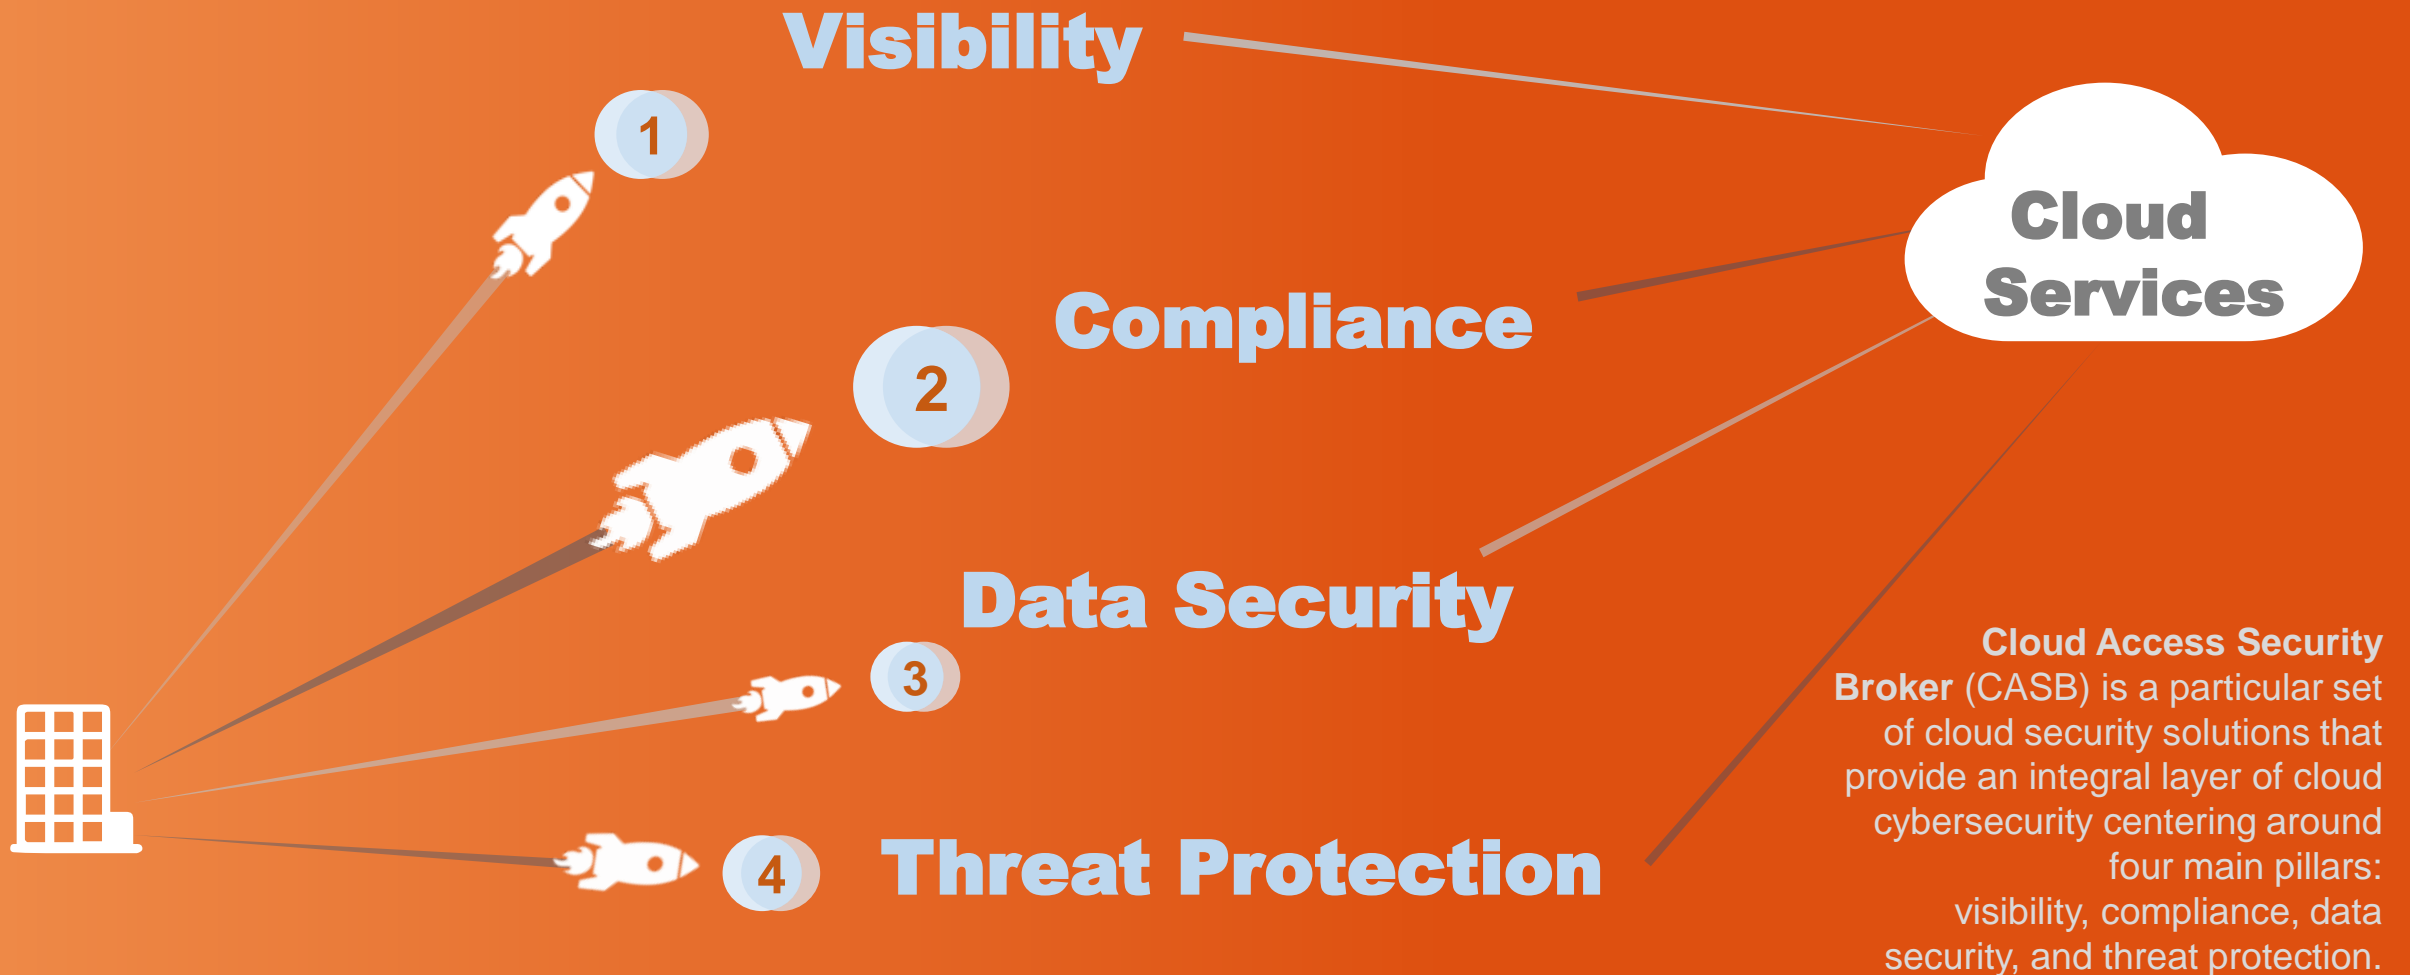 Visibility
1
Cloud
Services
Compliance
2
Data Security
3
Threat Protection
4
Cloud Access Security
Broker (CASB) is a particular set
of cloud security solutions that
provide an integral layer of cloud
cybersecurity centering around
four main pillars:
visibility, compliance, data
security, and threat protection.